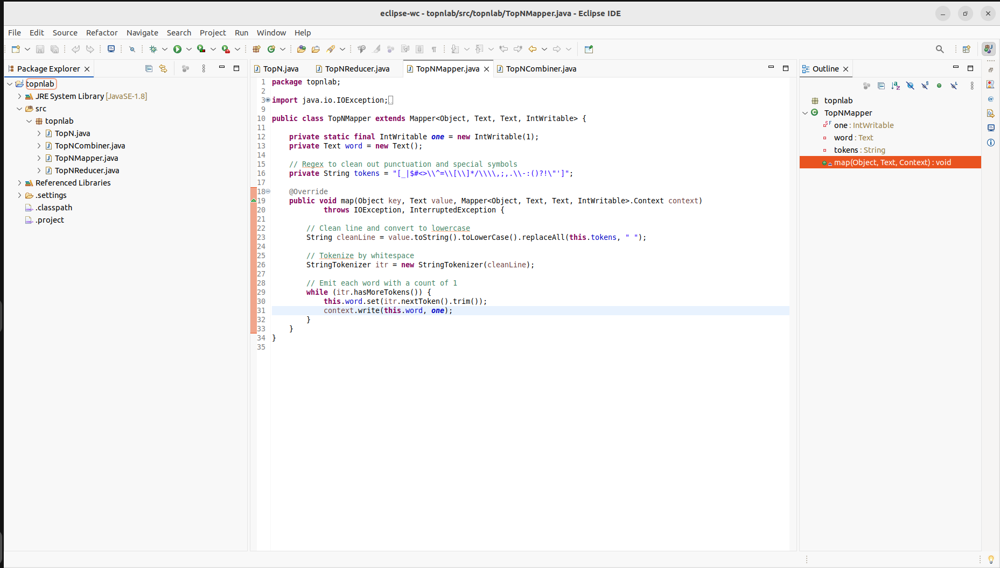 eclipse-wc - topnlab/src/topnlab/TopNMapper.java - Eclipse IDE
File Edit Source Refactor Navigate Search Project Run Window Help
Package Explorer
topnlab
JRE System Library [JavaSE-1.8]
src
topnlab
TopN.java
TopNCombiner.java
TopNMapper.java
TopNReducer.java
Referenced Libraries
.settings
.classpath
.project
TopN.java TopNReducer.java TopNMapper.java TopNCombiner.java
1 package topnlab;
2
3 import java.io.IOException;
9
10 public class TopNMapper extends Mapper<Object, Text, Text, IntWritable> {
11
12     private static final IntWritable one = new IntWritable(1);
13     private Text word = new Text();
14
15     // Regex to clean out punctuation and special symbols
16     private String tokens = "[_|$#<>\\^=\\[\\]*/\\\\,;,.\\-:()?!\"']";
17
18     @Override
19     public void map(Object key, Text value, Mapper<Object, Text, Text, IntWritable>.Context context)
20             throws IOException, InterruptedException {
21
22         // Clean line and convert to lowercase
23         String cleanLine = value.toString().toLowerCase().replaceAll(this.tokens, " ");
24
25         // Tokenize by whitespace
26         StringTokenizer itr = new StringTokenizer(cleanLine);
27
28         // Emit each word with a count of 1
29         while (itr.hasMoreTokens()) {
30             this.word.set(itr.nextToken().trim());
31             context.write(this.word, one);
32         }
33     }
34 }
35
Outline
topnlab
TopNMapper
one : IntWritable
word : Text
tokens : String
map(Object, Text, Context) : void